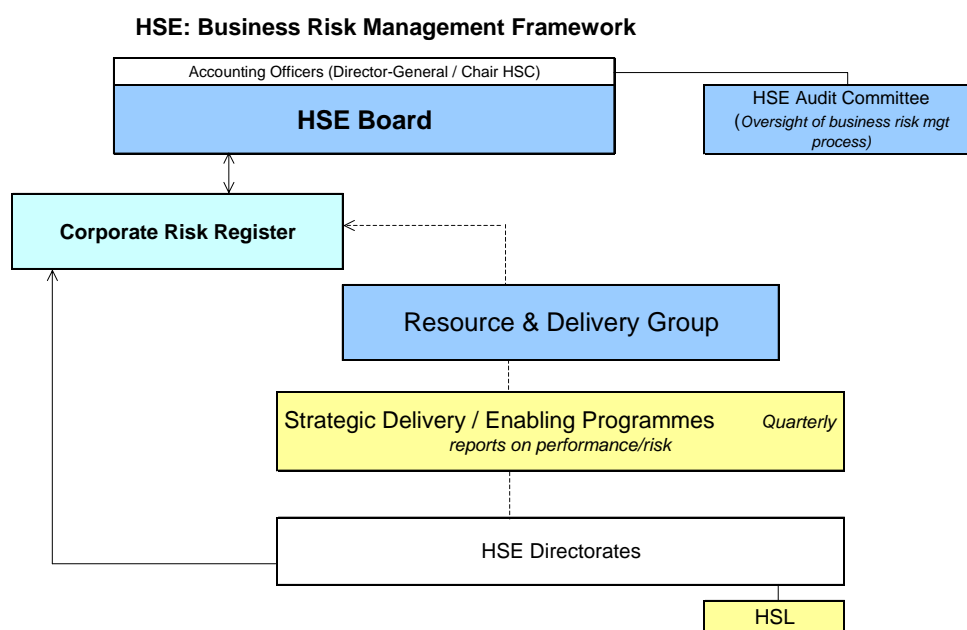 HSE: Business Risk Management Framework
Accounting Officers (Director-General / Chair HSC)
HSE Board
HSE Audit Committee
(Oversight of business risk mgt
process)
Corporate Risk Register
Resource & Delivery Group
Strategic Delivery / Enabling Programmes Quarterly
reports on performance/risk
HSE Directorates
HSL